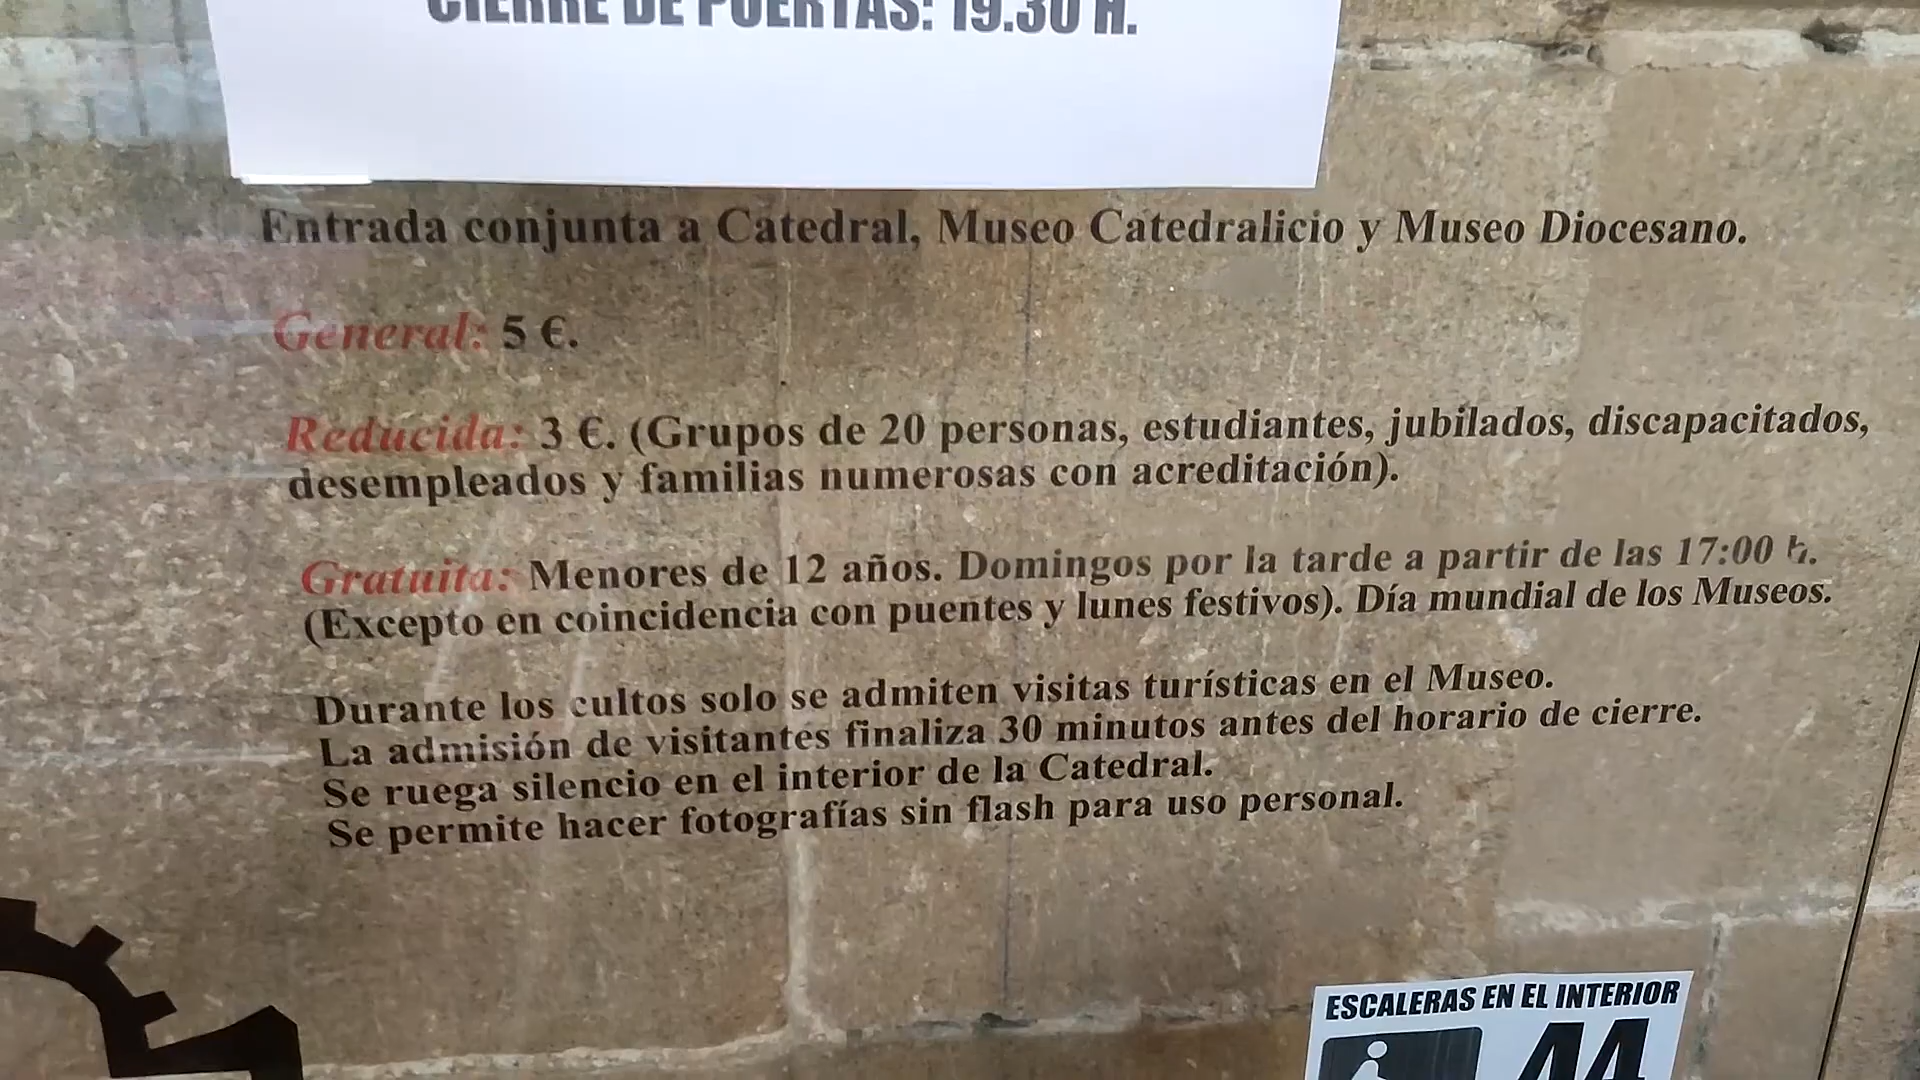 CIERRE DE PUERTAS: 19.30 H.
Entrada conjunta a Catedral, Museo Catedralicio y Museo Diocesano.
General: 5 €.
Reducida: 3 €. (Grupos de 20 personas, estudiantes, jubilados, discapacitados,
desempleados y familias numerosas con acreditación).
Gratuita: Menores de 12 años. Domingos por la tarde a partir de las 17:00 h.
(Excepto en coincidencia con puentes y lunes festivos). Día mundial de los Museos.
Durante los cultos solo se admiten visitas turísticas en el Museo.
La admisión de visitantes finaliza 30 minutos antes del horario de cierre.
Se ruega silencio en el interior de la Catedral.
Se permite hacer fotografías sin flash para uso personal.
ESCALERAS EN EL INTERIOR
44